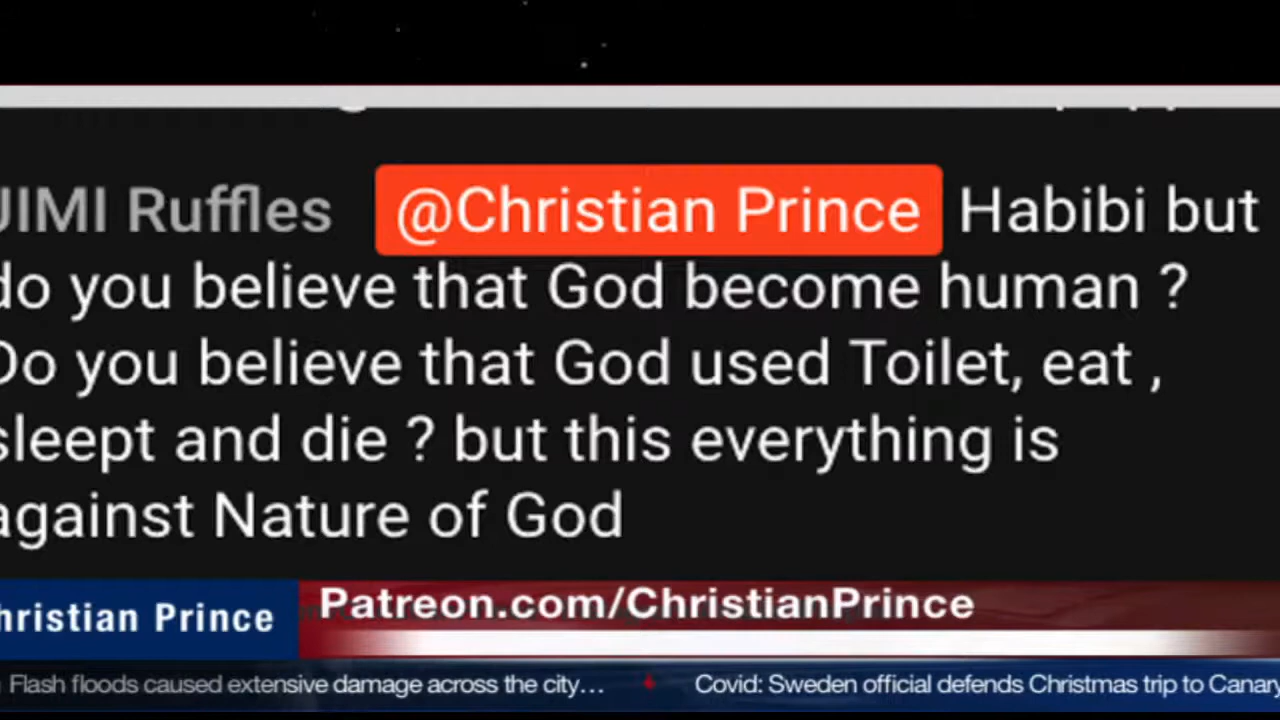 JIMI Ruffles @Christian Prince Habibi but
do you believe that God become human ?
Do you believe that God used Toilet, eat ,
sleept and die ? but this everything is
against Nature of God
Christian Prince
Patreon.com/ChristianPrince
Flash floods caused extensive damage across the city...
Covid: Sweden official defends Christmas trip to Canary